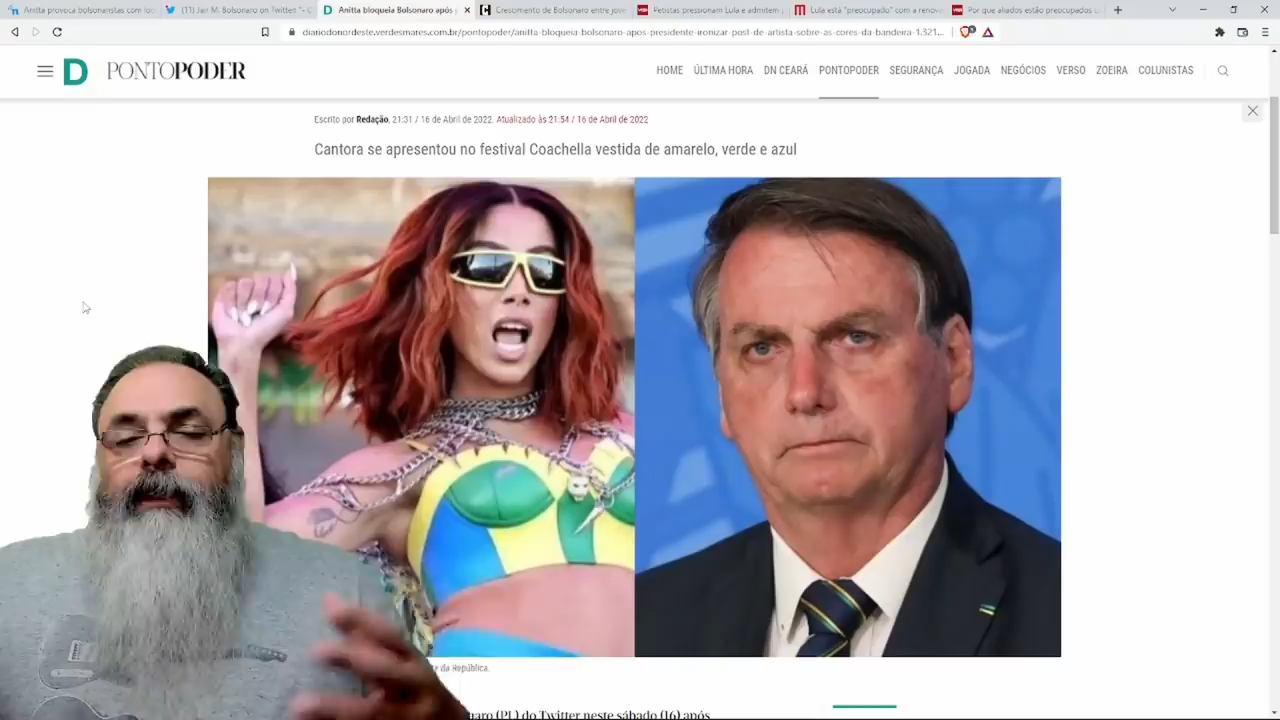 Anitta provoca bolsonaristas com loo
(11) Jair M. Bolsonaro on Twitter: "- C
Anitta bloqueia Bolsonaro após p
Crescimento de Bolsonaro entre jove
Petistas pressionam Lula e admitem
Lula está "preocupado" com a renov
Por que aliados estão preocupados c
diariodonordeste.verdesmares.com.br/pontopoder/anitta-bloqueia-bolsonaro-apos-presidente-ironizar-post-de-artista-sobre-as-cores-da-bandeira-1.321...
D PONTOPODER
HOME ÚLTIMA HORA DN CEARÁ PONTOPODER SEGURANÇA JOGADA NEGÓCIOS VERSO ZOEIRA COLUNISTAS
Escrito por Redação, 21:31 / 16 de Abril de 2022. Atualizado às 21:54 / 16 de Abril de 2022
Cantora se apresentou no festival Coachella vestida de amarelo, verde e azul
da República.
naro (PL) do Twitter neste sábado (16) após